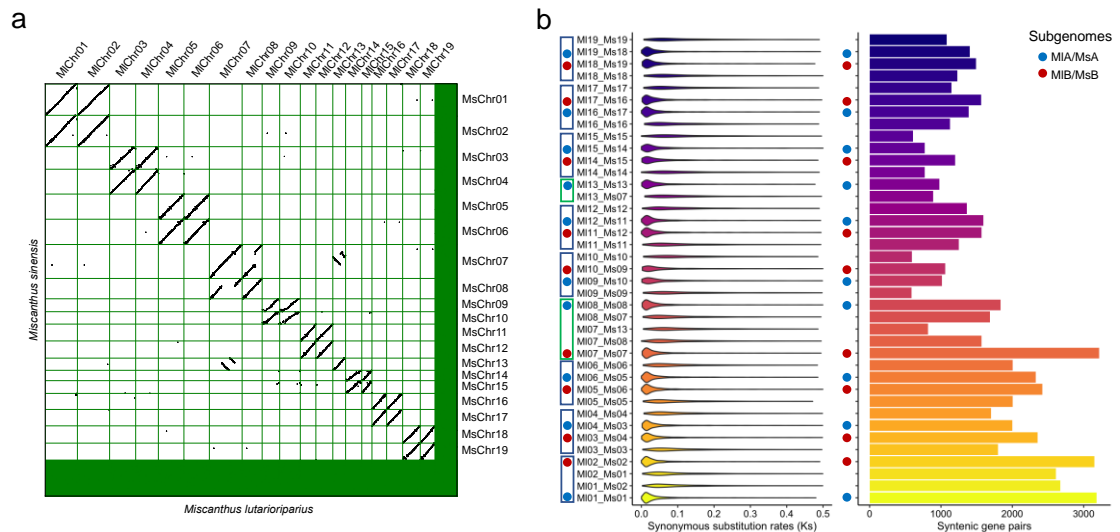 a
MlChr01
MlChr02
MlChr03
MlChr04
MlChr05
MlChr06
MlChr07
MlChr08
MlChr09
MlChr10
MlChr11
MlChr12
MlChr13
MlChr14
MlChr15
MlChr16
MlChr17
MlChr18
MlChr19
MsChr01
MsChr02
MsChr03
MsChr04
MsChr05
MsChr06
MsChr07
MsChr08
MsChr09
MsChr10
MsChr11
MsChr12
MsChr13
MsChr14
MsChr15
MsChr16
MsChr17
MsChr18
MsChr19
Miscanthus sinensis
Miscanthus lutarioriparius
b
Ml19_Ms19
Ml19_Ms18
Ml18_Ms19
Ml18_Ms18
Ml17_Ms17
Ml17_Ms16
Ml16_Ms17
Ml16_Ms16
Ml15_Ms15
Ml15_Ms14
Ml14_Ms15
Ml14_Ms14
Ml13_Ms13
Ml13_Ms07
Ml12_Ms12
Ml12_Ms11
Ml11_Ms12
Ml11_Ms11
Ml10_Ms10
Ml10_Ms09
Ml09_Ms10
Ml09_Ms09
Ml08_Ms08
Ml08_Ms07
Ml07_Ms13
Ml07_Ms08
Ml07_Ms07
Ml06_Ms06
Ml06_Ms05
Ml05_Ms06
Ml05_Ms05
Ml04_Ms04
Ml04_Ms03
Ml03_Ms04
Ml03_Ms03
Ml02_Ms02
Ml02_Ms01
Ml01_Ms02
Ml01_Ms01
0.0 0.1 0.2 0.3 0.4 0.5
Synonymous substitution rates (Ks)
0 1000 2000 3000
Syntenic gene pairs
Subgenomes
MlA/MsA
MlB/MsB